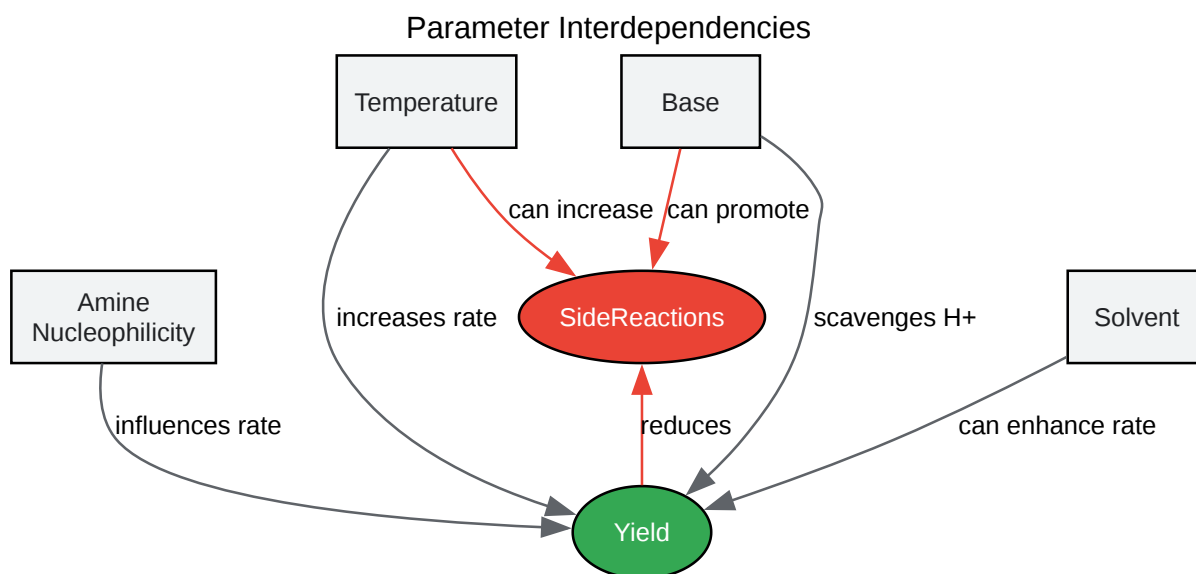 Parameter Interdependencies
Temperature
Base
can increase
can promote
Amine
Nucleophilicity
increases rate
SideReactions
scavenges H+
Solvent
influences rate
reduces
can enhance rate
Yield